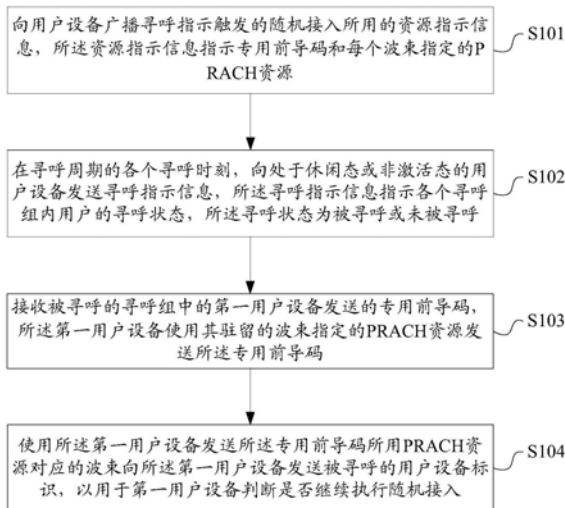 向用户设备广播寻呼指示触发的随机接入所用的资源指示信
息，所述资源指示信息指示专用前导码和每个波束指定的P
RACH资源
S101
在寻呼周期的各个寻呼时刻，向处于休闲态或非激活态的用
户设备发送寻呼指示信息，所述寻呼指示信息指示各个寻呼
组内用户的寻呼状态，所述寻呼状态为被寻呼或未被寻呼
S102
接收被寻呼的寻呼组中的第一用户设备发送的专用前导码，
所述第一用户设备使用其驻留的波束指定的PRACH资源发
送所述专用前导码
S103
使用所述第一用户设备发送所述专用前导码所用PRACH资
源对应的波束向所述第一用户设备发送被寻呼的用户设备标
识，以用于第一用户设备判断是否继续执行随机接入
S104